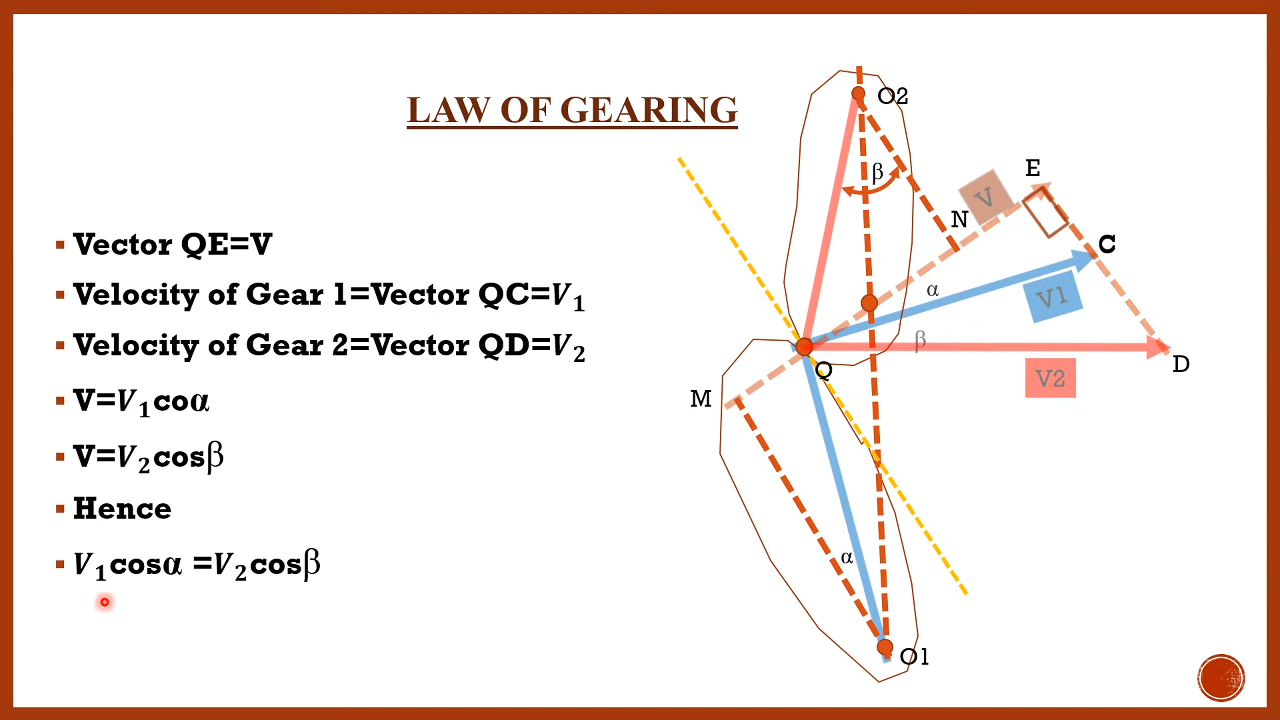 LAW OF GEARING
Vector QE=V
Velocity of Gear 1=Vector QC=V₁
Velocity of Gear 2=Vector QD=V₂
V=V₁coα
V=V₂cosβ
Hence
V₁cosα =V₂cosβ
O2
β
E
V
N
C
α
V1
β
D
Q
V2
M
α
O1